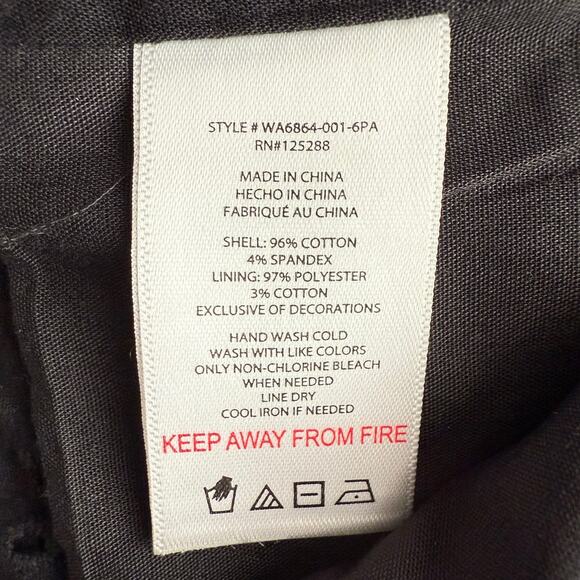 STYLE # WA6864-001-6PA
RN#125288
MADE IN CHINA
HECHO IN CHINA
FABRIQUÉ AU CHINA
SHELL: 96% COTTON
4% SPANDEX
LINING: 97% POLYESTER
3% COTTON
EXCLUSIVE OF DECORATIONS
HAND WASH COLD
WASH WITH LIKE COLORS
ONLY NON-CHLORINE BLEACH
WHEN NEEDED
LINE DRY
COOL IRON IF NEEDED
KEEP AWAY FROM FIRE